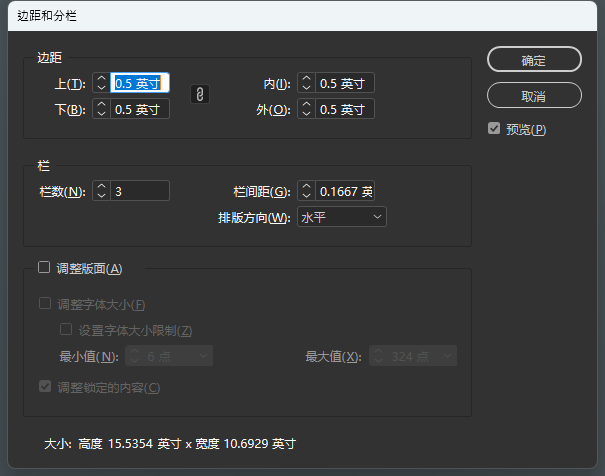 边距和分栏
边距
上(T): 0.5 英寸 内(I): 0.5 英寸
下(B): 0.5 英寸 外(O): 0.5 英寸
确定
取消
预览(P)
栏
栏数(N): 3 栏间距(G): 0.1667 英
排版方向(W): 水平
调整版面(A)
调整字体大小(F)
设置字体大小限制(Z)
最小值(N): 6 点 最大值(X): 324 点
调整锁定的内容(C)
大小: 高度 15.5354 英寸 x 宽度 10.6929 英寸